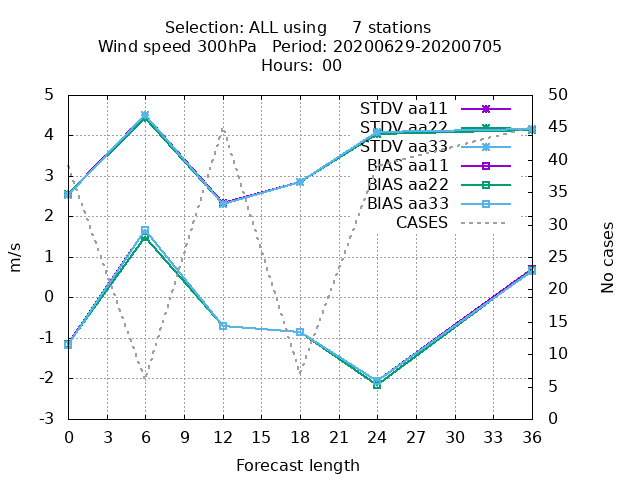 Selection: ALL using     7 stations
Wind speed 300hPa   Period: 20200629-20200705
Hours:  00
5 50
STDV aa11
STDV aa22
4 45
STDV aa33
40
BIAS aa11
3 35
BIAS aa22
BIAS aa33
2 30
CASES
1 25
m/s
No cases
0 20
-1 15
10
-2 5
-3 0
0 3 6 9 12 15 18 21 24 27 30 33 36
Forecast length